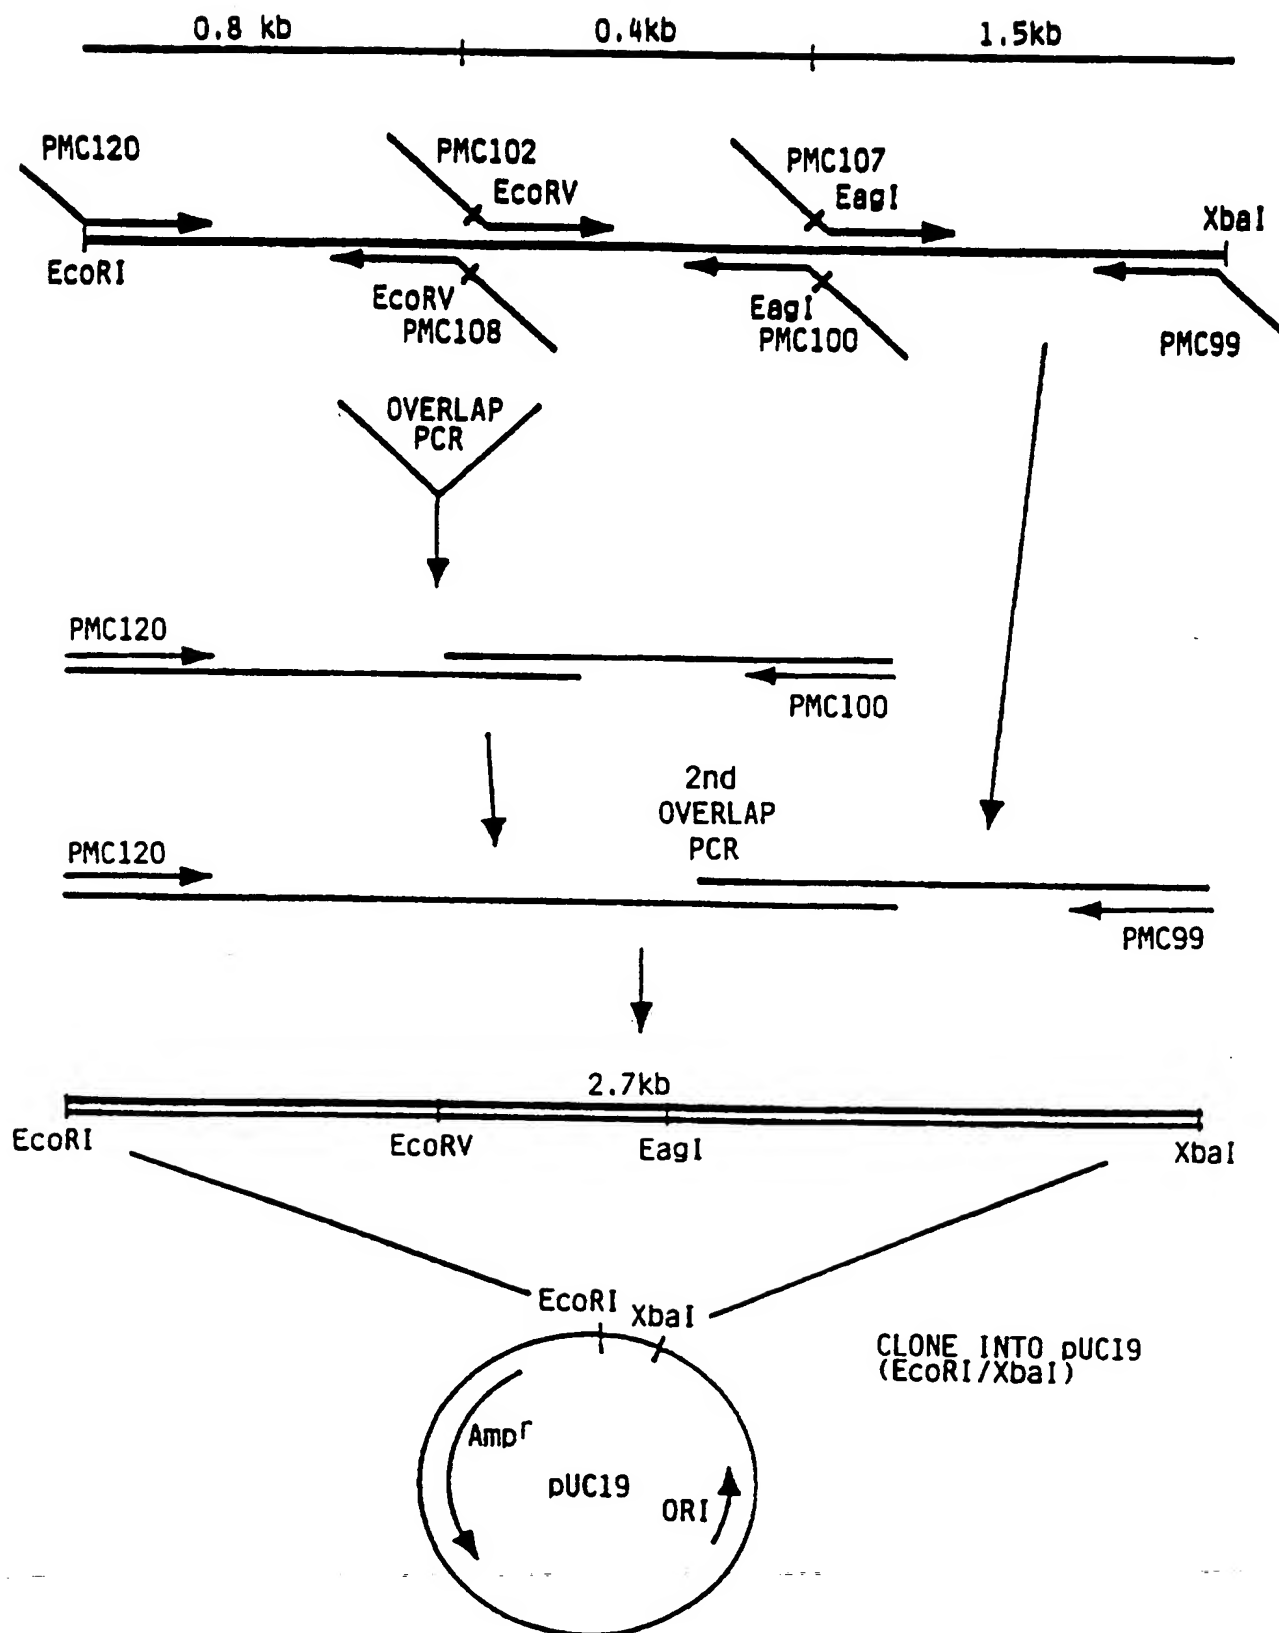 0.8 kb 0.4kb 1.5kb
PMC120
PMC102
EcoRV
PMC107
EagI
XbaI
EcoRI
EcoRV
PMC108
EagI
PMC100
PMC99
OVERLAP
PCR
PMC120
PMC100
2nd
OVERLAP
PCR
PMC120
PMC99
2.7kb
EcoRI EcoRV EagI XbaI
EcoRI XbaI
CLONE INTO pUC19
(EcoRI/XbaI)
Ampr
pUC19
ORI